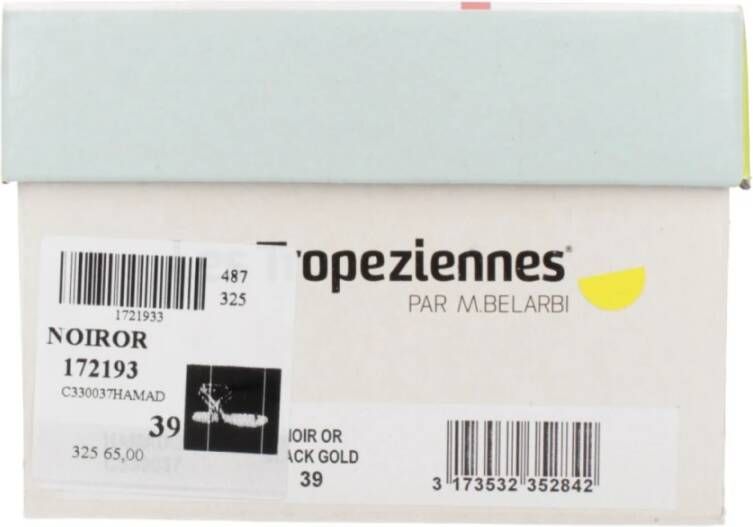 Tropeziennes
PAR M.BELARBI
487
325
1721933
NOIROR
172193
C330037HAMAD
39
325 65,00
NOIR OR
ACK GOLD
39
3 173532 352842